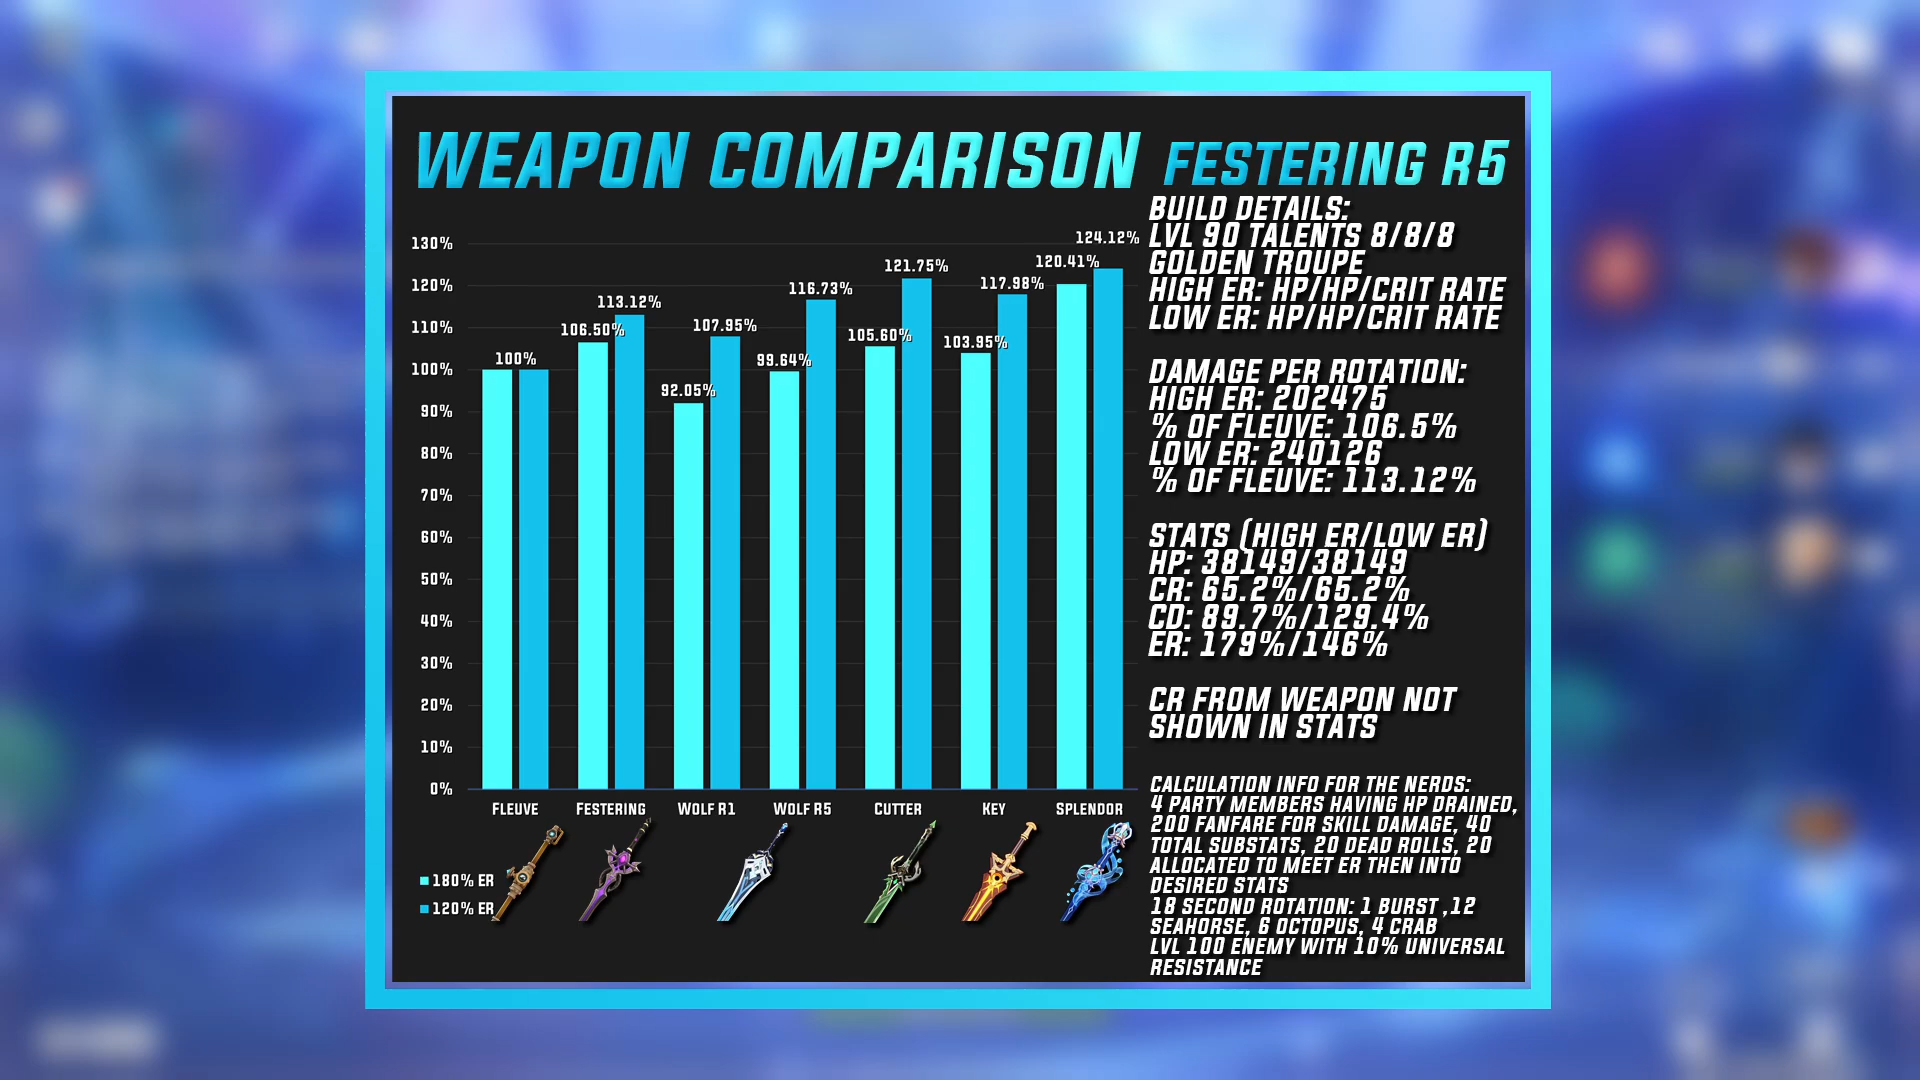 WEAPON COMPARISON
130%
120%
110%
100%
90%
80%
70%
60%
50%
40%
30%
20%
10%
0%
100%
106.50%
113.12%
92.05%
107.95%
99.64%
116.73%
105.60%
121.75%
103.95%
117.98%
120.41%
124.12%
FLEUVE
FESTERING
WOLF R1
WOLF R5
CUTTER
KEY
SPLENDOR
180% ER
120% ER
FESTERING R5
BUILD DETAILS:
LVL 90 TALENTS 8/8/8
GOLDEN TROUPE
HIGH ER: HP/HP/CRIT RATE
LOW ER: HP/HP/CRIT RATE
DAMAGE PER ROTATION:
HIGH ER: 202475
% OF FLEUVE: 106.5%
LOW ER: 240126
% OF FLEUVE: 113.12%
STATS (HIGH ER/LOW ER)
HP: 38149/38149
CR: 65.2%/65.2%
CD: 89.7%/129.4%
ER: 179%/146%
CR FROM WEAPON NOT
SHOWN IN STATS
CALCULATION INFO FOR THE NERDS:
4 PARTY MEMBERS HAVING HP DRAINED,
200 FANFARE FOR SKILL DAMAGE, 40
TOTAL SUBSTATS, 20 DEAD ROLLS, 20
ALLOCATED TO MEET ER THEN INTO
DESIRED STATS
18 SECOND ROTATION: 1 BURST ,12
SEAHORSE, 6 OCTOPUS, 4 CRAB
LVL 100 ENEMY WITH 10% UNIVERSAL
RESISTANCE